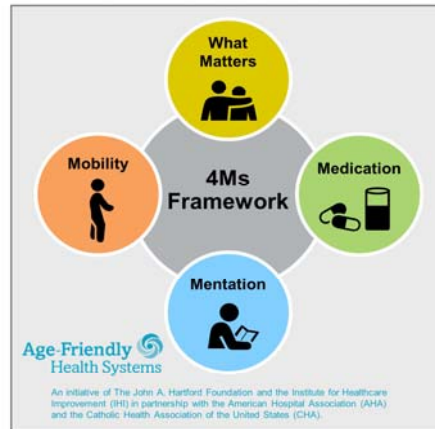 What
Matters
Mobility
4Ms
Framework
Medication
Mentation
Age-Friendly
Health Systems
An initiative of The John A. Hartford Foundation and the Institute for Healthcare
Improvement (IHI) in partnership with the American Hospital Association (AHA)
and the Catholic Health Association of the United States (CHA).